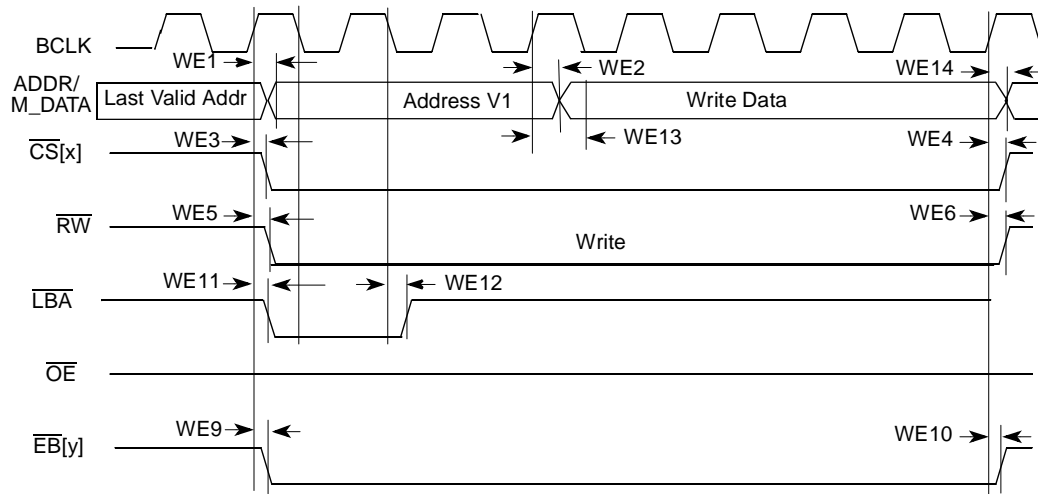 BCLK
WE1
WE2
WE14
ADDR/
M_DATA
Last Valid Addr
Address V1
Write Data
WE3
WE13
WE4
CS[x]
WE5
WE6
RW
Write
WE11
WE12
LBA
OE
WE9
WE10
EB[y]